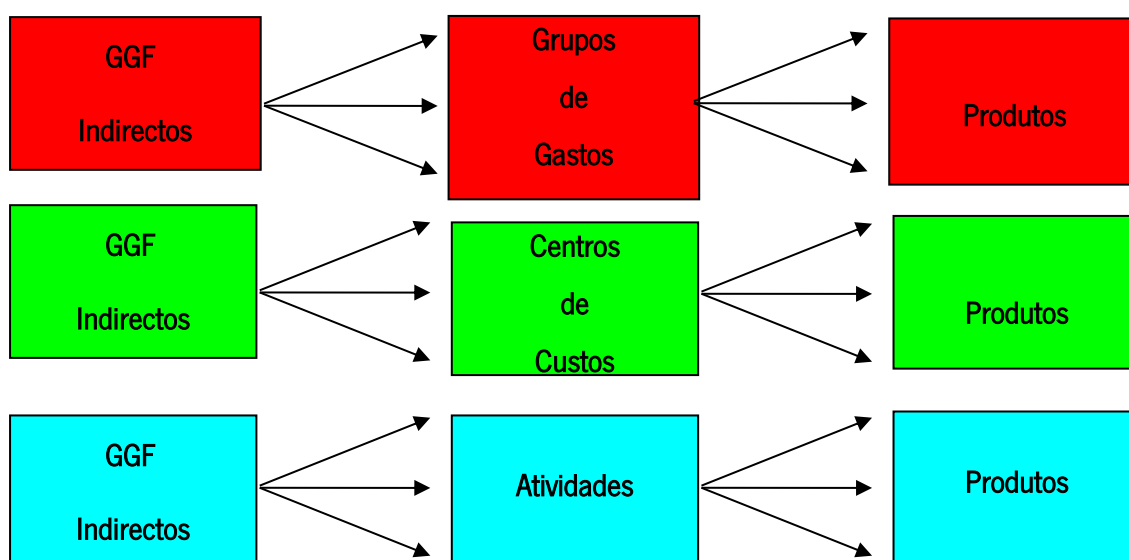 GGF
Indirectos
Grupos
de
Gastos
Produtos
GGF
Indirectos
Centros
de
Custos
Produtos
GGF
Indirectos
Atividades
Produtos